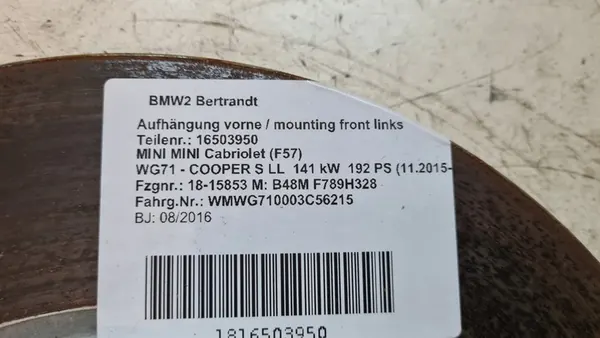 BMW2 Bertrandt
Aufhängung vorne / mounting front links
Teilenr.: 16503950
MINI MINI Cabriolet (F57)
WG71 - COOPER S LL 141 kW 192 PS (11.2015-
Fzgnr.: 18-15853 M: B48M F789H328
Fahrg.Nr.: WMWG710003C56215
BJ: 08/2016
1816503950